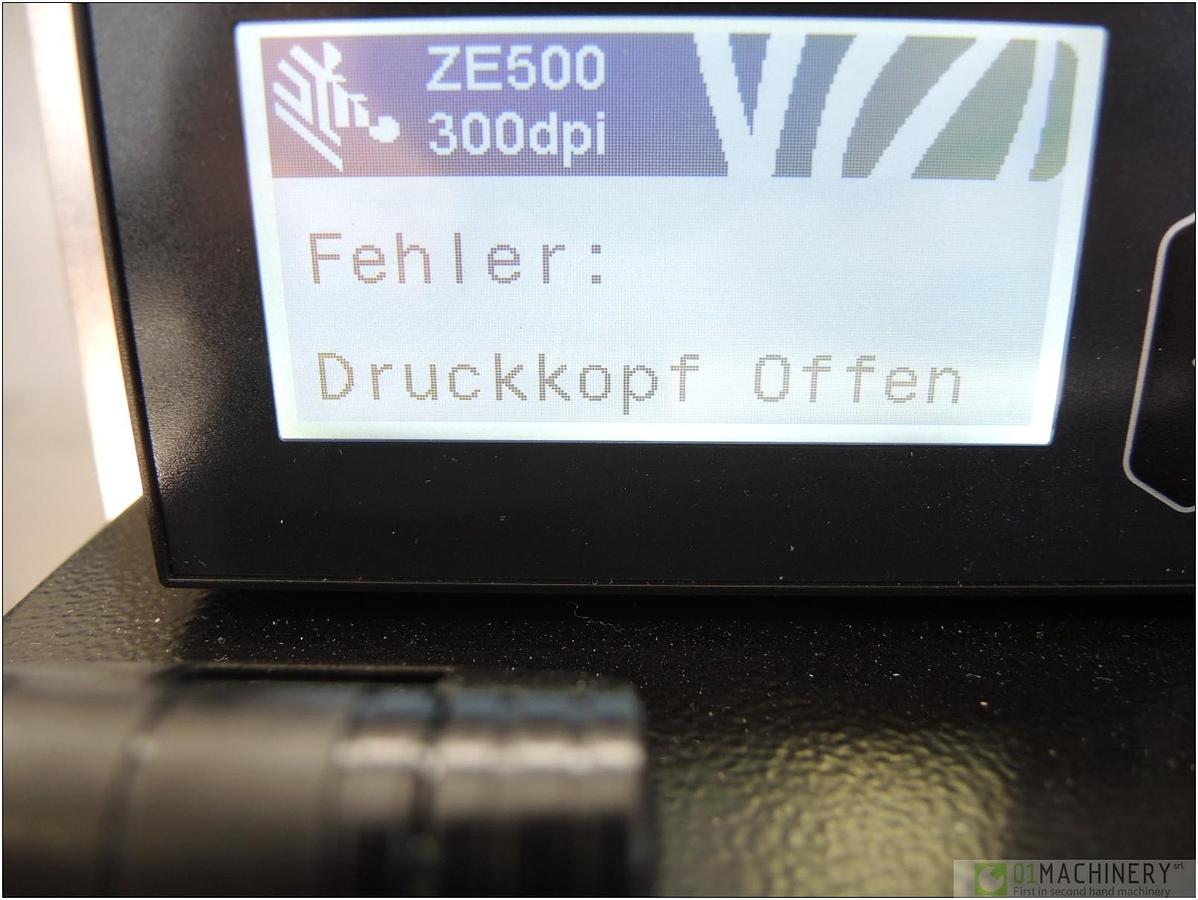 ZE500
300dpi
Fehler:
Druckkopf Offen
01MACHINERY srl
First in second hand machinery